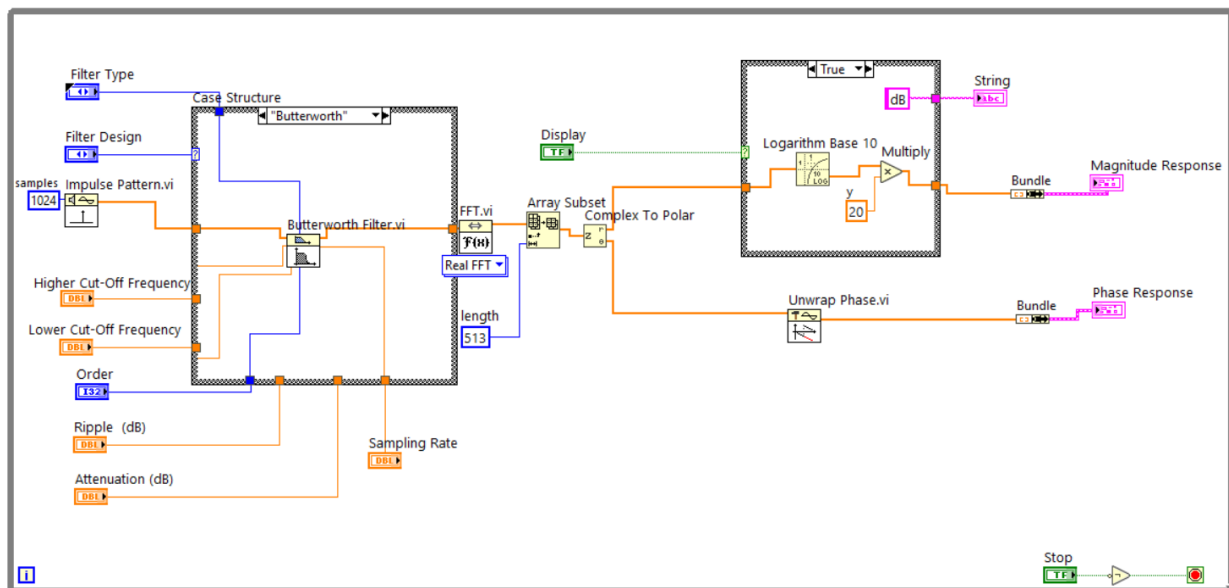 Filter Type
Case Structure
"Butterworth"
True
dB
String
abc
Filter Design
Display
TF
Logarithm Base 10
Multiply
LOG
y
20
Bundle
Magnitude Response
samples
1024
Impulse Pattern.vi
Butterworth Filter.vi
FFT.vi
F(x)
Real FFT
Array Subset
Complex To Polar
z
r
θ
Higher Cut-Off Frequency
DBL
Lower Cut-Off Frequency
DBL
length
513
Unwrap Phase.vi
Bundle
Phase Response
Order
I32
Ripple (dB)
DBL
Attenuation (dB)
DBL
Sampling Rate
DBL
i
Stop
TF